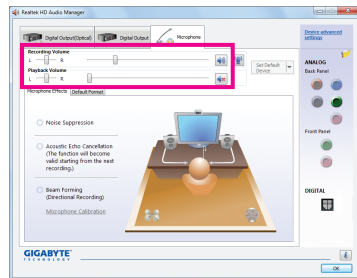 Realtek HD Audio Manager
Digital Output(Optical)
Digital Output
Microphone
Device advanced
settings
Recording Volume
L R
Set Default
Device
Playback Volume
L R
ANALOG
Back Panel
Microphone Effects
Default Format
Noise Suppression
Acoustic Echo Cancellation
(The function will become
valid starting from the next
recording.)
Front Panel
Beam Forming
(Directional Recording)
Microphone Calibration
DIGITAL
GIGABYTE
TECHNOLOGY
OK